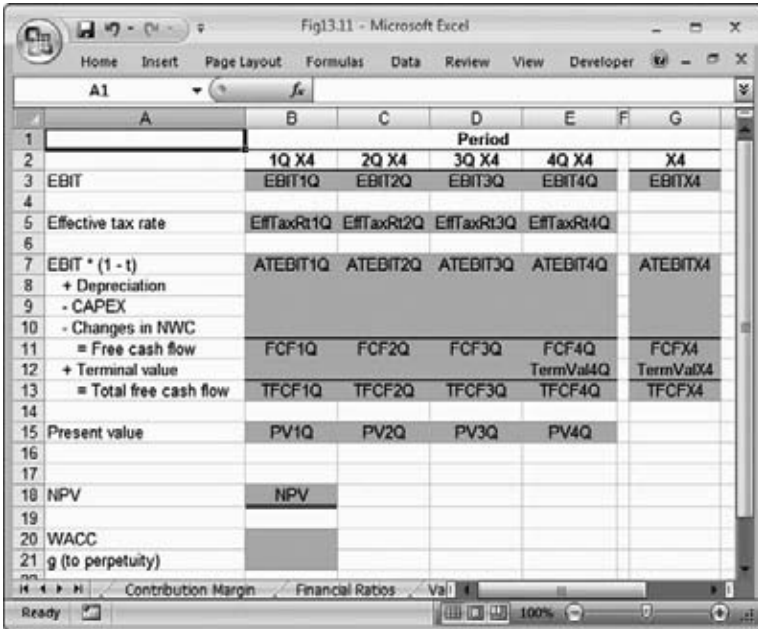 Fig13.11 - Microsoft Excel
Home Insert Page Layout Formulas Data Review View Developer
A1 fx
A B C D E F G
1 Period
2 1Q X4 2Q X4 3Q X4 4Q X4 X4
3 EBIT EBIT1Q EBIT2Q EBIT3Q EBIT4Q EBITX4
4
5 Effective tax rate EffTaxRt1Q EffTaxRt2Q EffTaxRt3Q EffTaxRt4Q
6
7 EBIT * (1 - t) ATEBIT1Q ATEBIT2Q ATEBIT3Q ATEBIT4Q ATEBITX4
8 + Depreciation
9 - CAPEX
10 - Changes in NWC
11 = Free cash flow FCF1Q FCF2Q FCF3Q FCF4Q FCFX4
12 + Terminal value TermVal4Q TermValX4
13 = Total free cash flow TFCF1Q TFCF2Q TFCF3Q TFCF4Q TFCFX4
14
15 Present value PV1Q PV2Q PV3Q PV4Q
16
17
18 NPV NPV
19
20 WACC
21 g (to perpetuity)
Contribution Margin Financial Ratios Val
Ready 100%